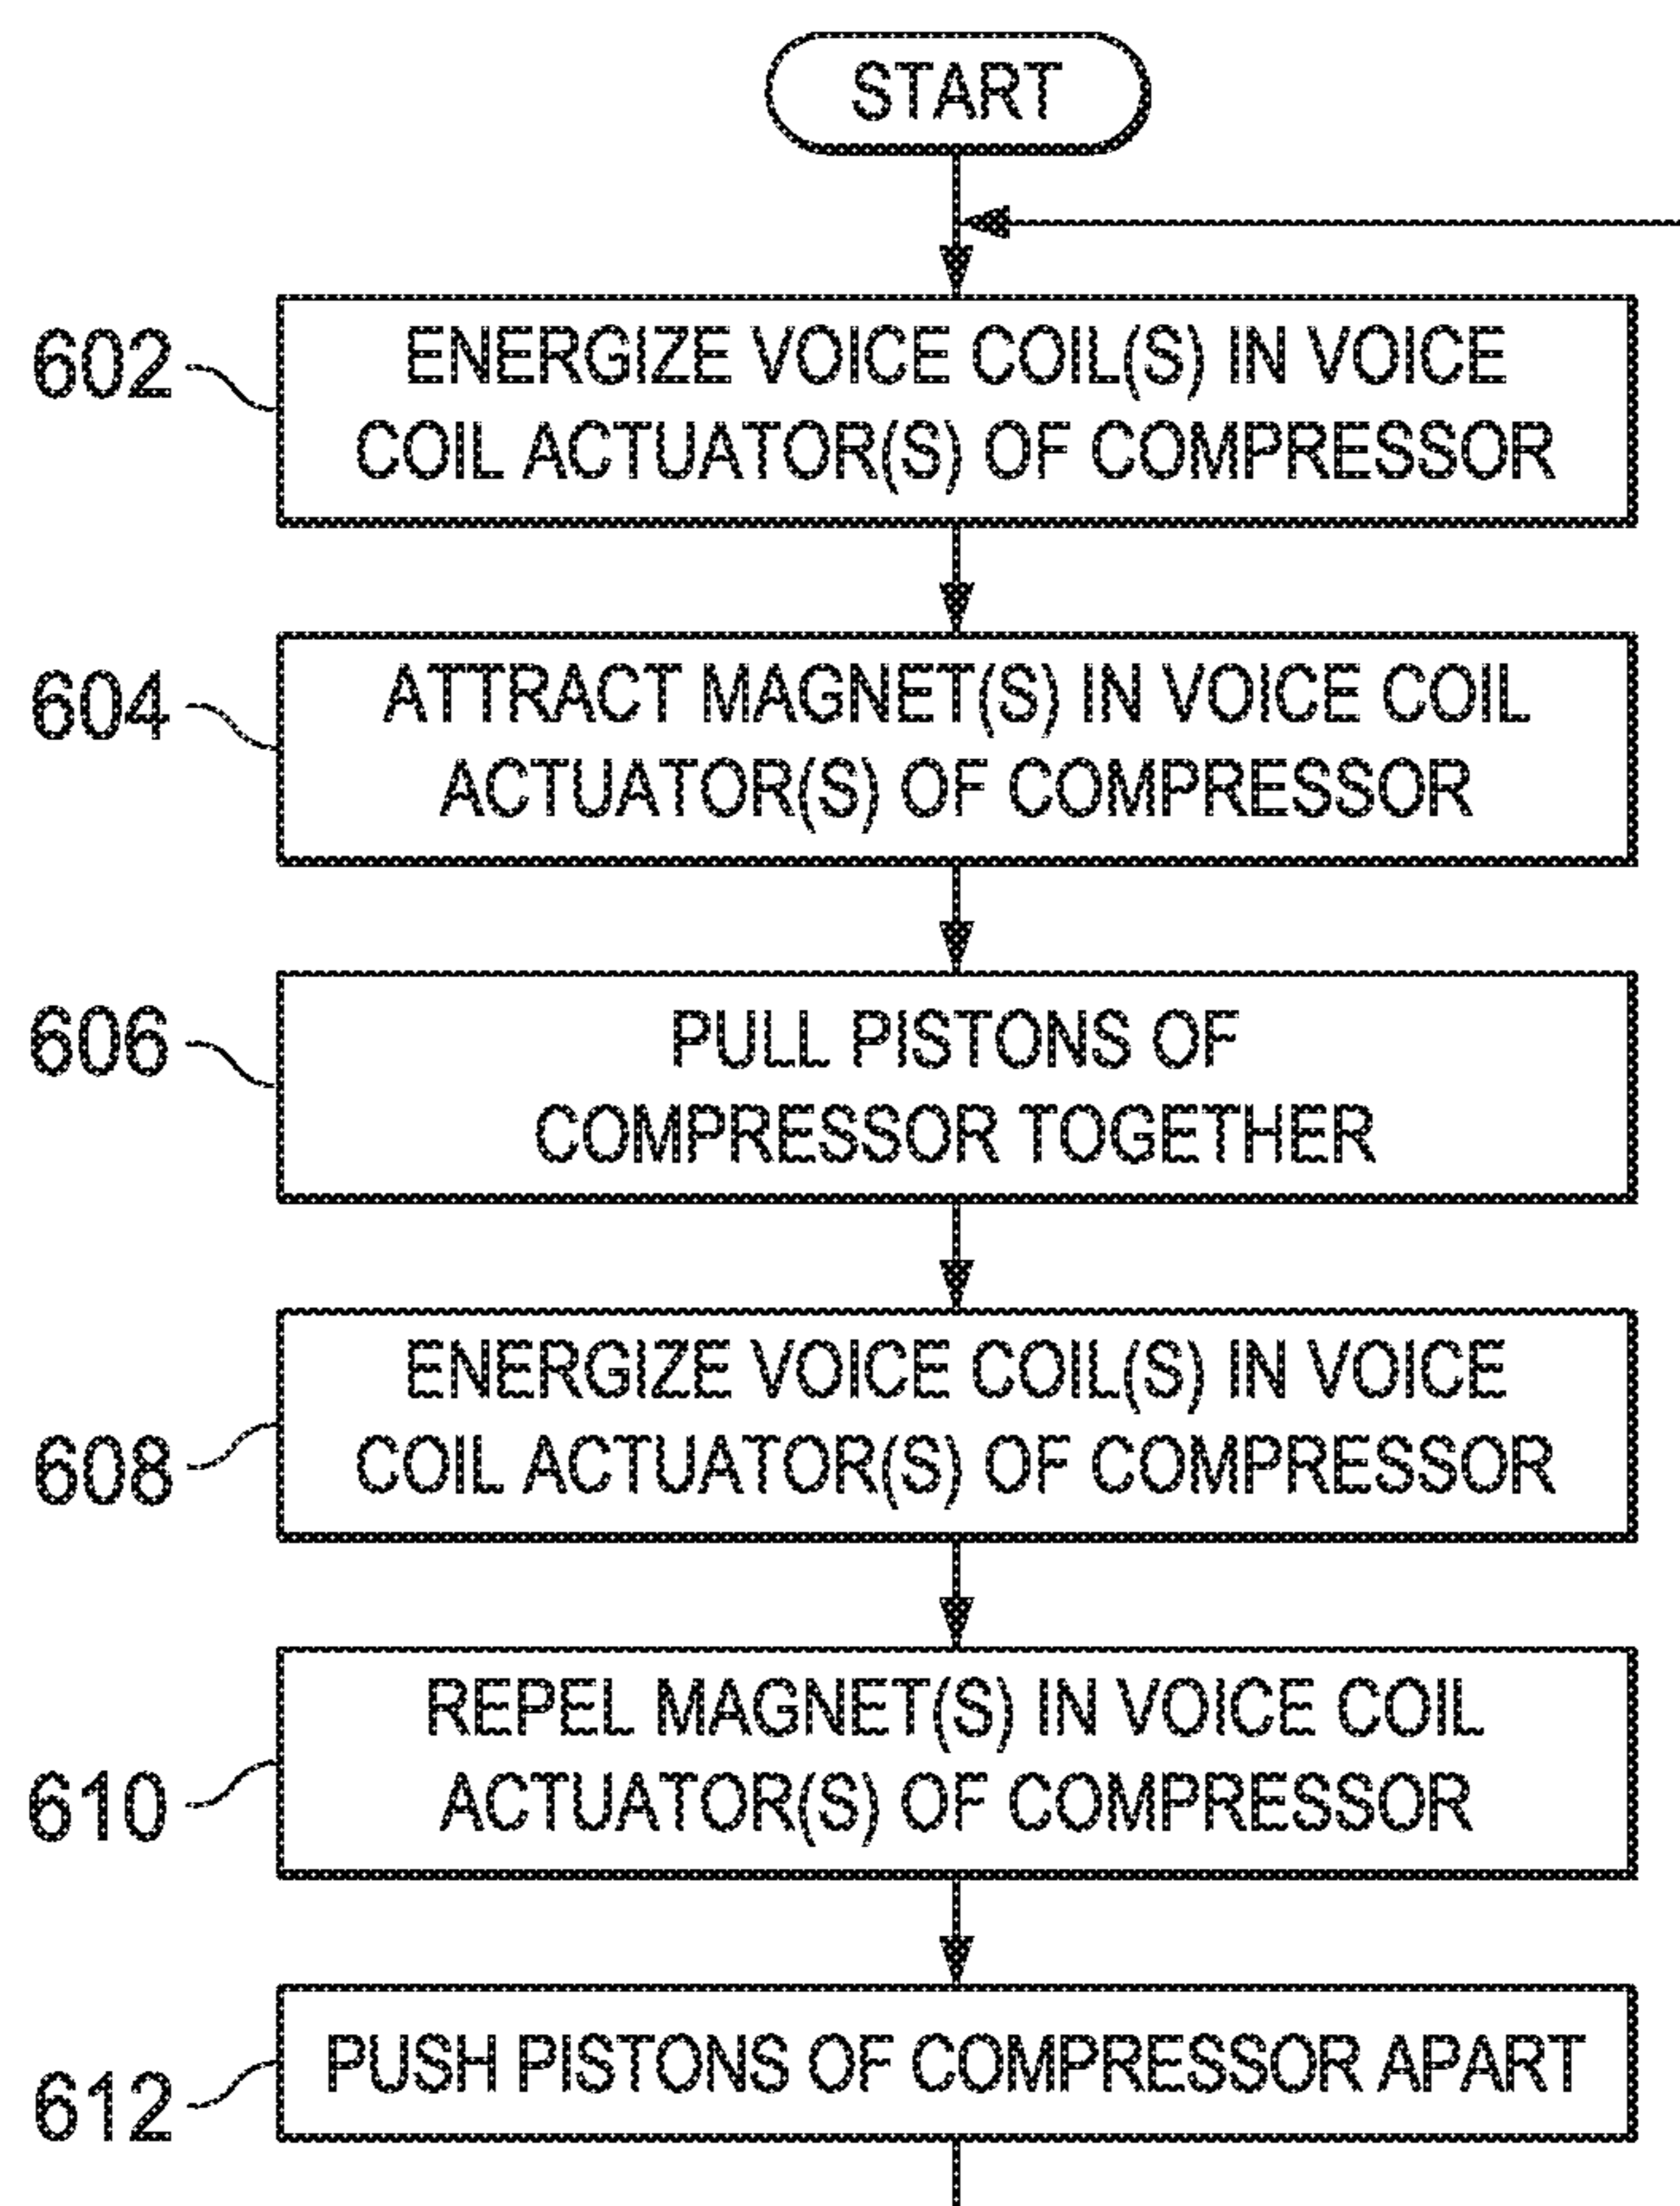 START
602
ENERGIZE VOICE COIL(S) IN VOICE
COIL ACTUATOR(S) OF COMPRESSOR
604
ATTRACT MAGNET(S) IN VOICE COIL
ACTUATOR(S) OF COMPRESSOR
606
PULL PISTONS OF
COMPRESSOR TOGETHER
608
ENERGIZE VOICE COIL(S) IN VOICE
COIL ACTUATOR(S) OF COMPRESSOR
610
REPEL MAGNET(S) IN VOICE COIL
ACTUATOR(S) OF COMPRESSOR
612
PUSH PISTONS OF COMPRESSOR APART